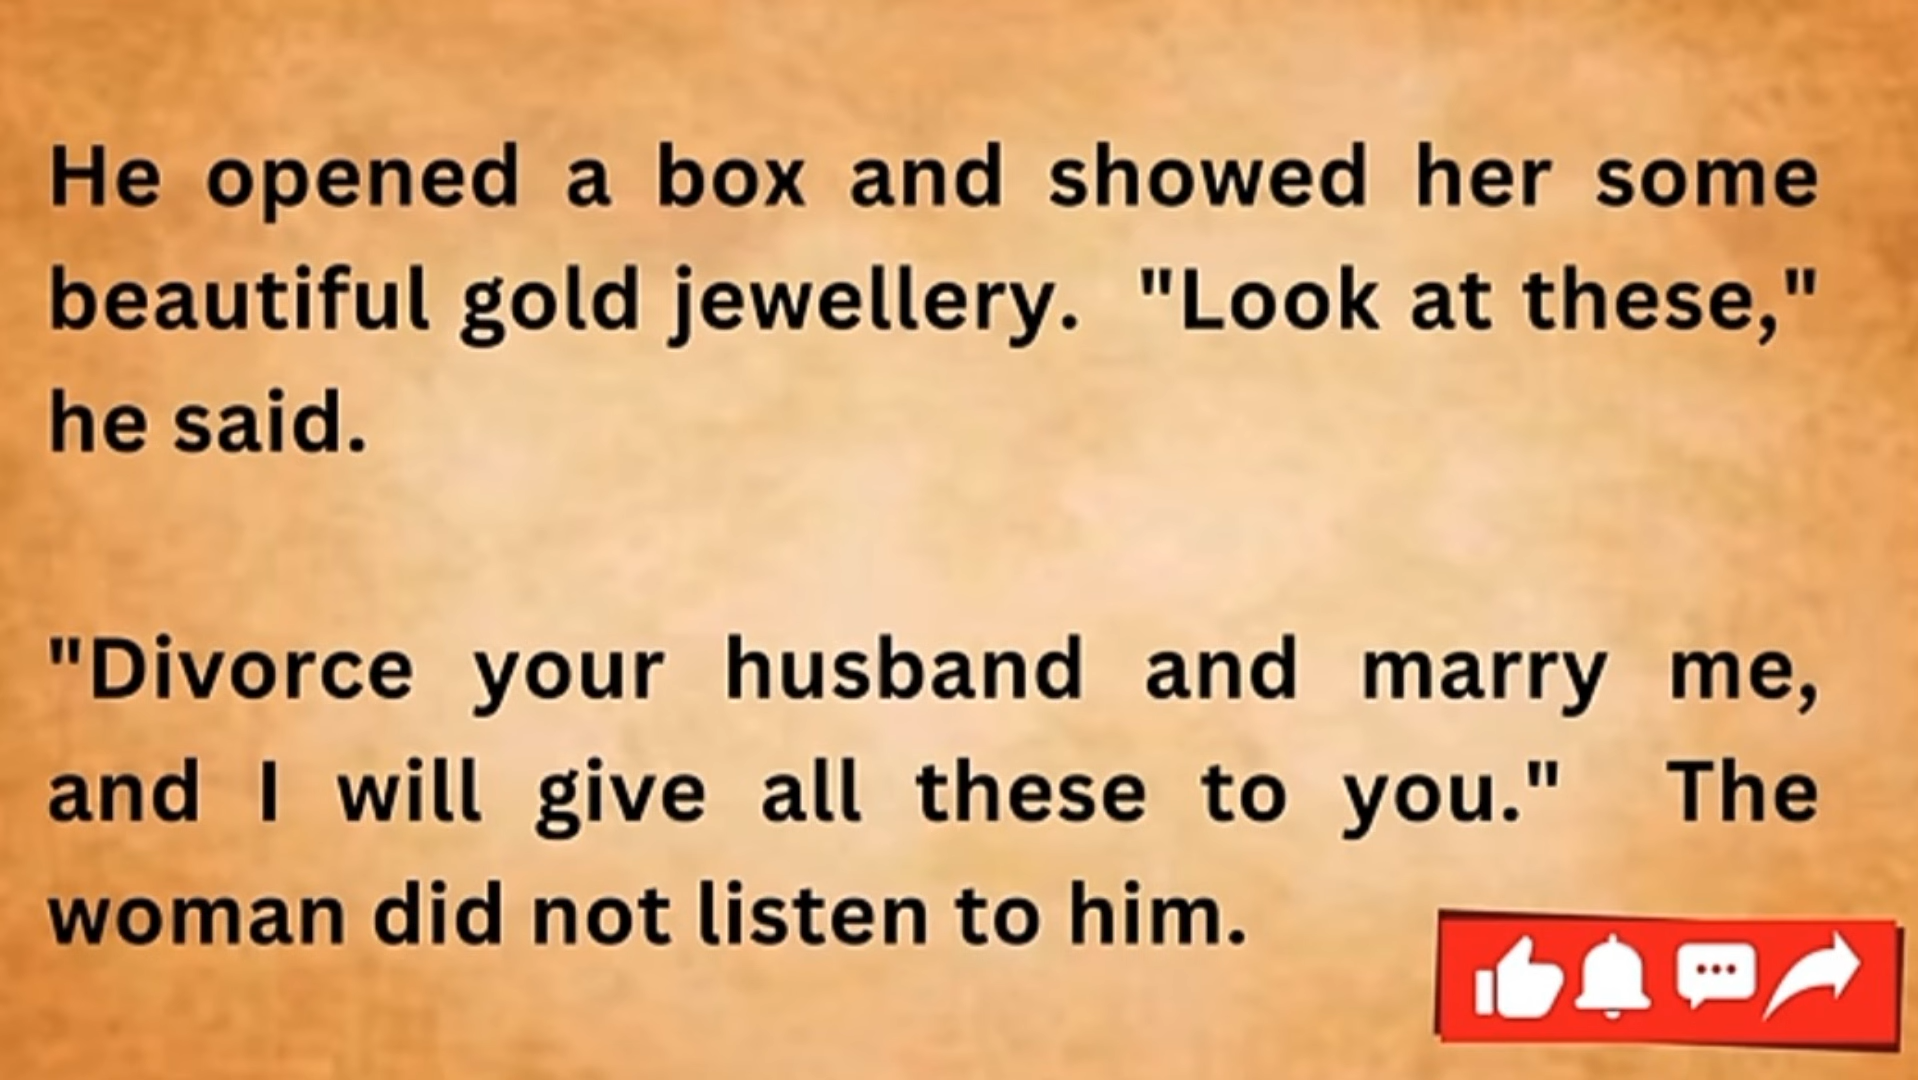 He opened a box and showed her some
beautiful gold jewellery. "Look at these,"
he said.
"Divorce your husband and marry me,
and I will give all these to you." The
woman did not listen to him.